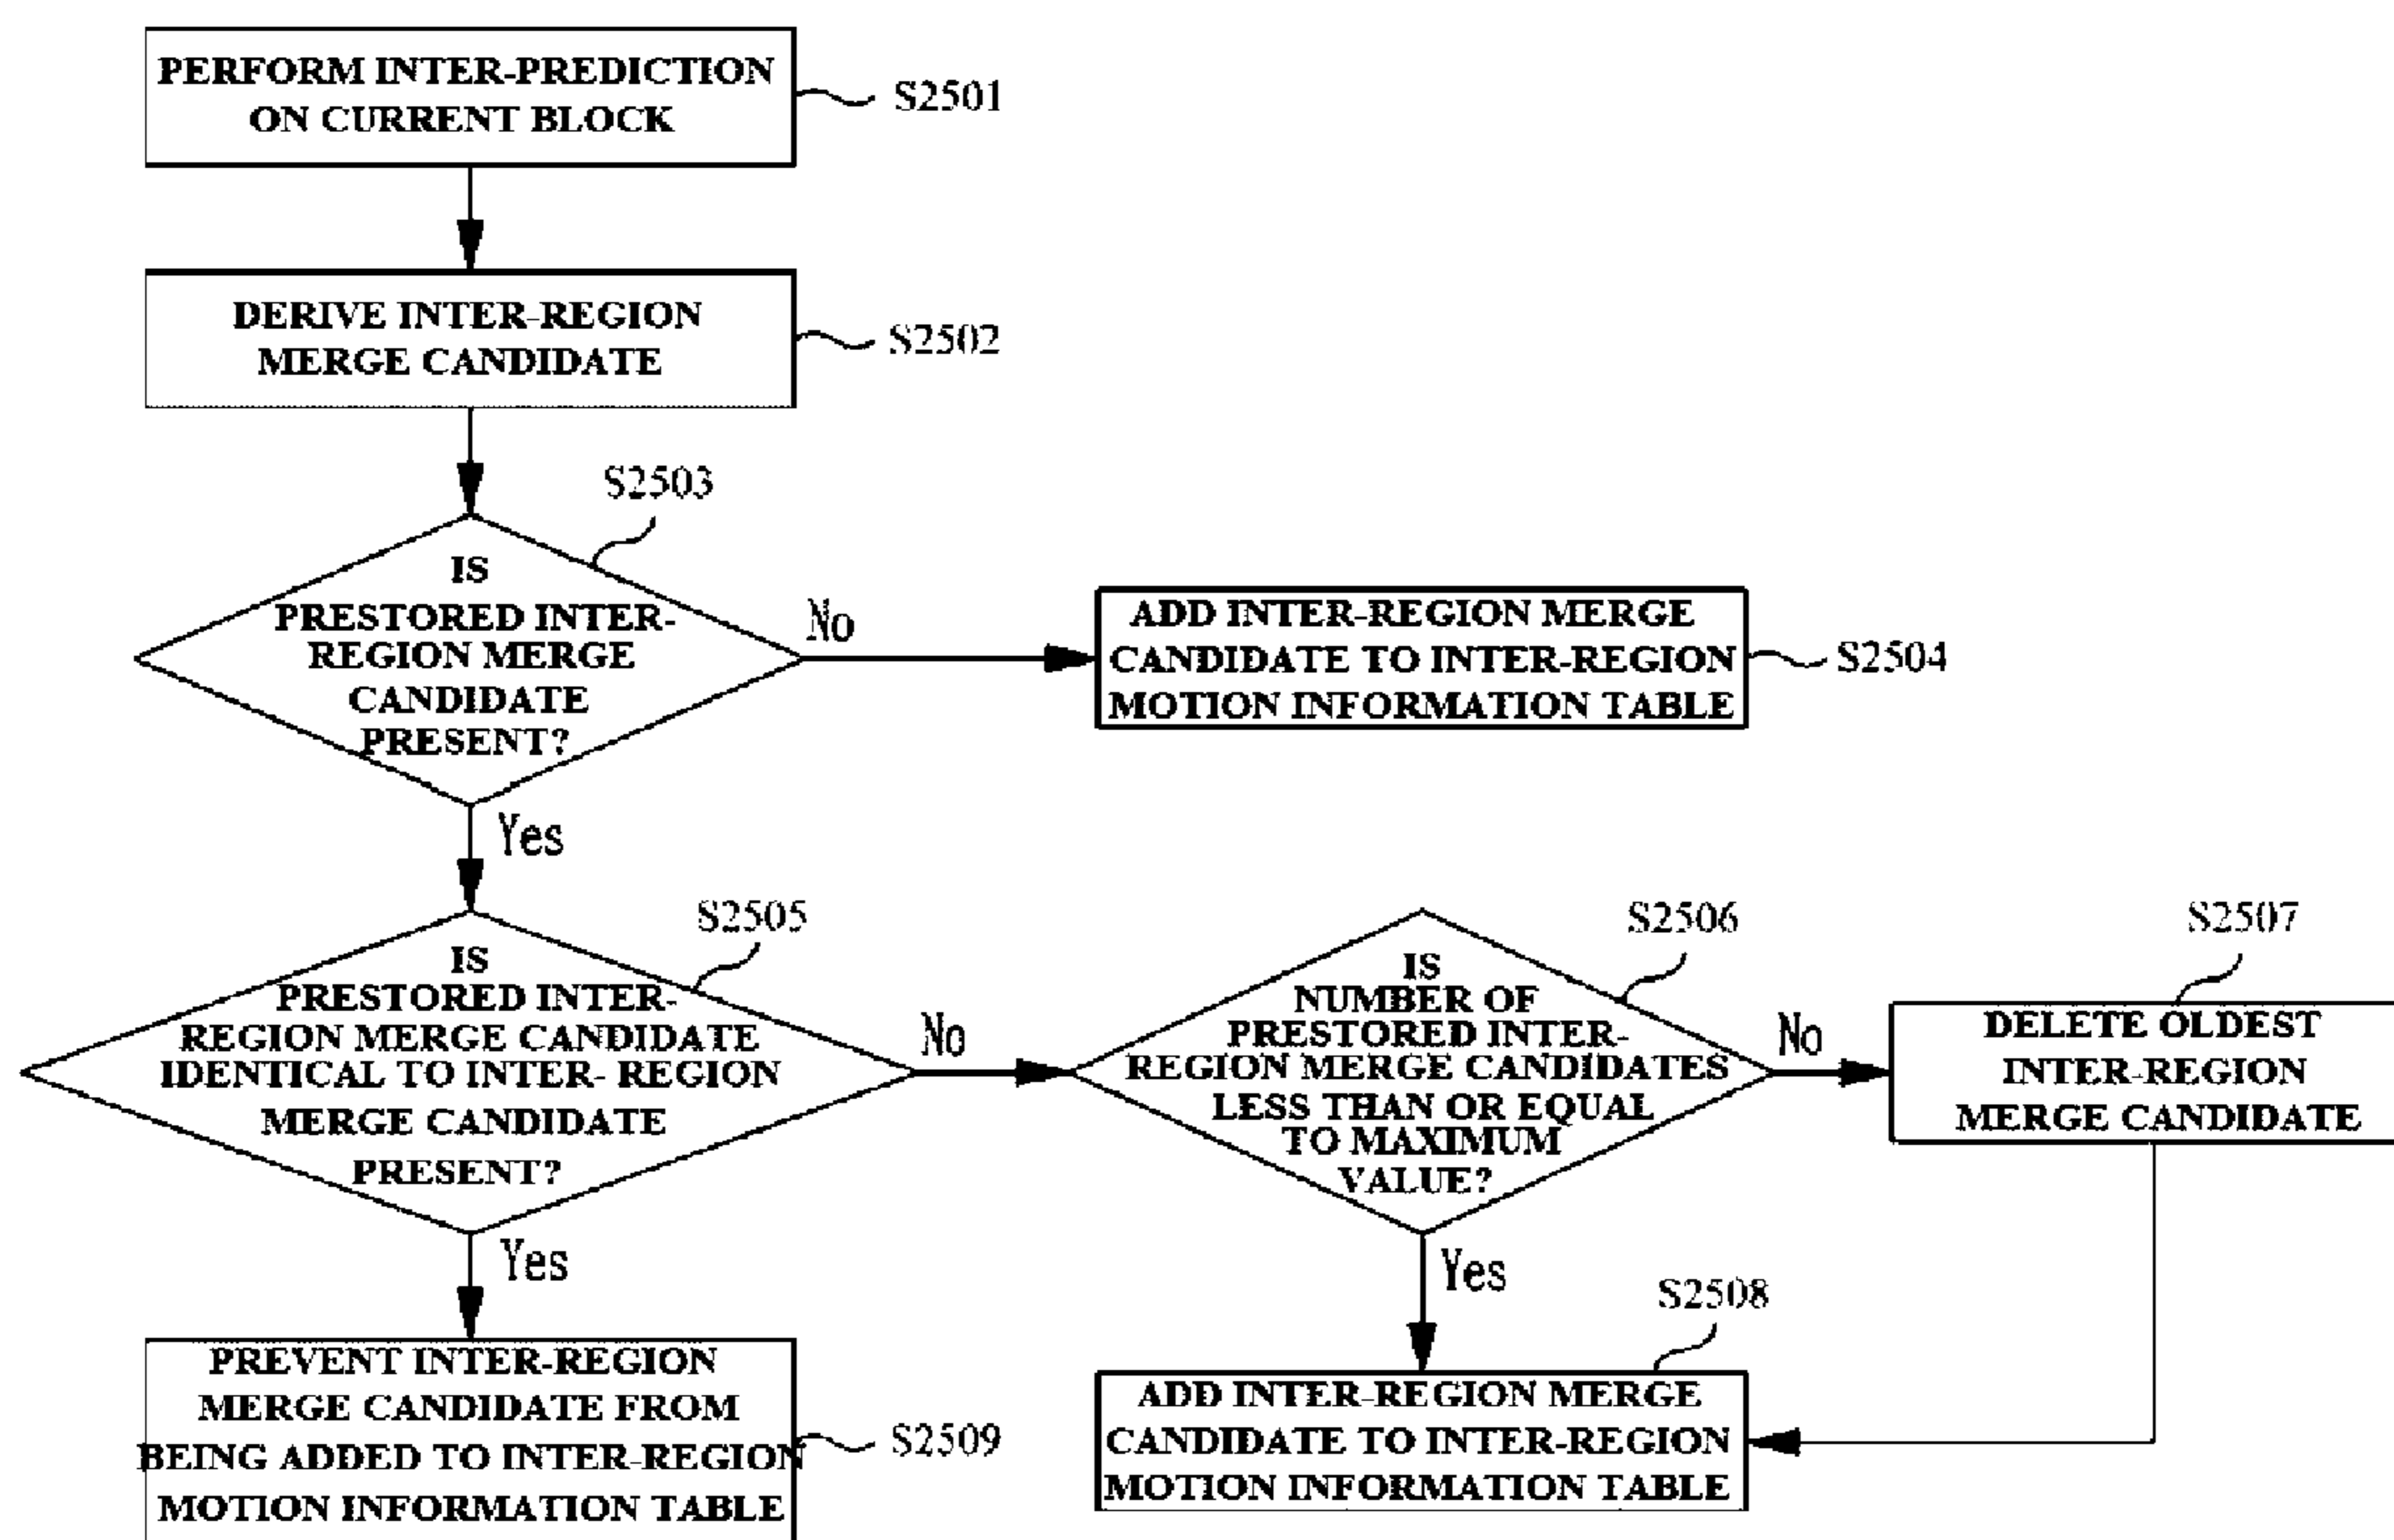 PERFORM INTER-PREDICTION
ON CURRENT BLOCK
S2501
DERIVE INTER-REGION
MERGE CANDIDATE
S2502
S2503
IS
PRESTORED INTER-
REGION MERGE
CANDIDATE
PRESENT?
No
ADD INTER-REGION MERGE
CANDIDATE TO INTER-REGION
MOTION INFORMATION TABLE
S2504
Yes
S2505
IS
PRESTORED INTER-
REGION MERGE CANDIDATE
IDENTICAL TO INTER- REGION
MERGE CANDIDATE
PRESENT?
No
S2506
IS
NUMBER OF
PRESTORED INTER-
REGION MERGE CANDIDATES
LESS THAN OR EQUAL
TO MAXIMUM
VALUE?
No
S2507
DELETE OLDEST
INTER-REGION
MERGE CANDIDATE
Yes
Yes
S2508
ADD INTER-REGION MERGE
CANDIDATE TO INTER-REGION
MOTION INFORMATION TABLE
PREVENT INTER-REGION
MERGE CANDIDATE FROM
BEING ADDED TO INTER-REGION
MOTION INFORMATION TABLE
S2509